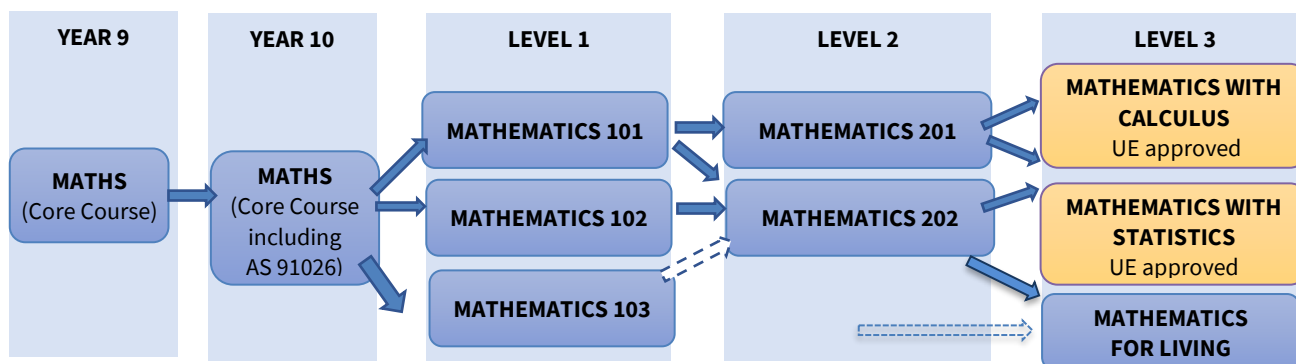 YEAR 9
YEAR 10
LEVEL 1
LEVEL 2
LEVEL 3
MATHS
(Core Course)
MATHS
(Core Course
including
AS 91026)
MATHEMATICS 101
MATHEMATICS 102
MATHEMATICS 103
MATHEMATICS 201
MATHEMATICS 202
MATHEMATICS WITH
CALCULUS
UE approved
MATHEMATICS WITH
STATISTICS
UE approved
MATHEMATICS
FOR LIVING